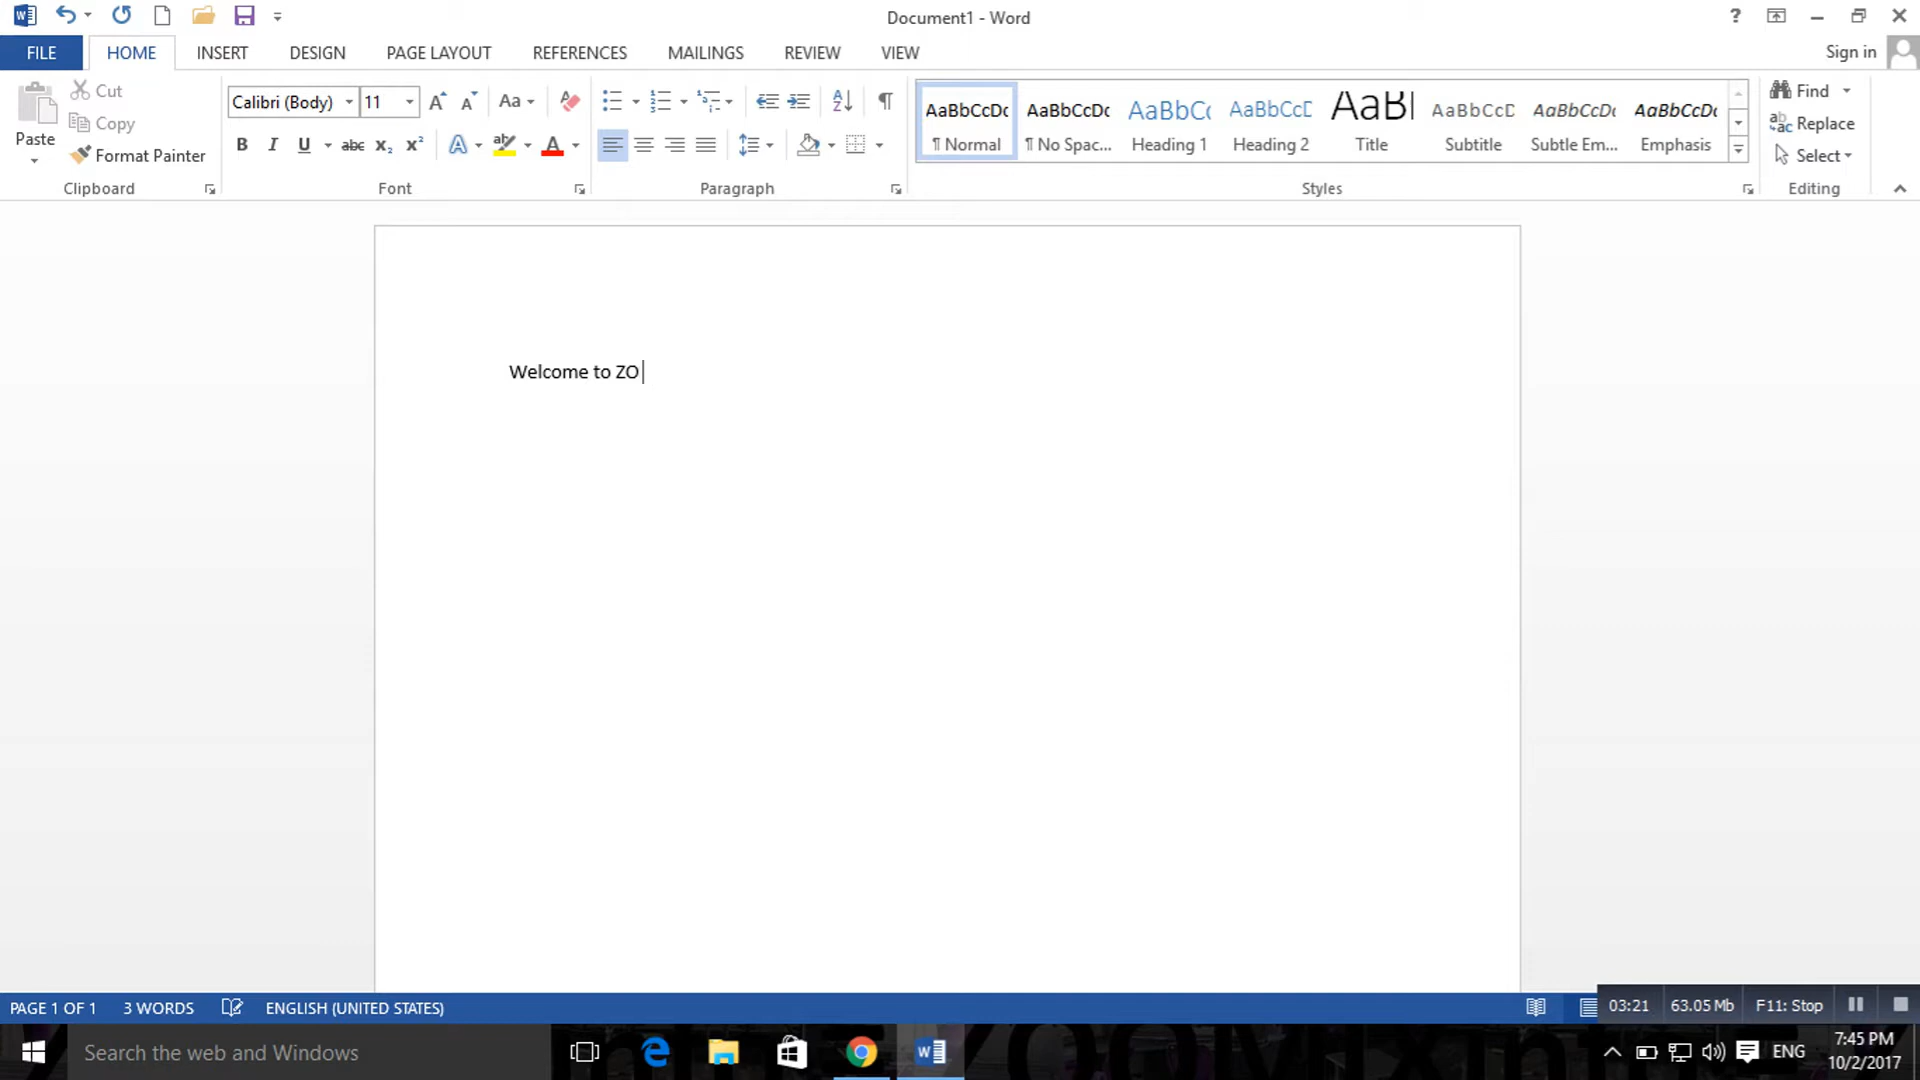 Document1 - Word
FILE
HOME
INSERT
DESIGN
PAGE LAYOUT
REFERENCES
MAILINGS
REVIEW
VIEW
Sign in
Paste
Cut
Copy
Format Painter
Clipboard
Calibri (Body)
11
Aa
Font
Paragraph
AaBbCcDc
¶ Normal
AaBbCcDc
¶ No Spac...
AaBbCc
Heading 1
AaBbCcD
Heading 2
AaBl
Title
AaBbCcD
Subtitle
AaBbCcDc
Subtle Em...
AaBbCcDc
Emphasis
Styles
Find
Replace
Select
Editing
Welcome to ZO
PAGE 1 OF 1
3 WORDS
ENGLISH (UNITED STATES)
03:21
63.05 Mb
F11: Stop
Search the web and Windows
ENG
7:45 PM
10/2/2017